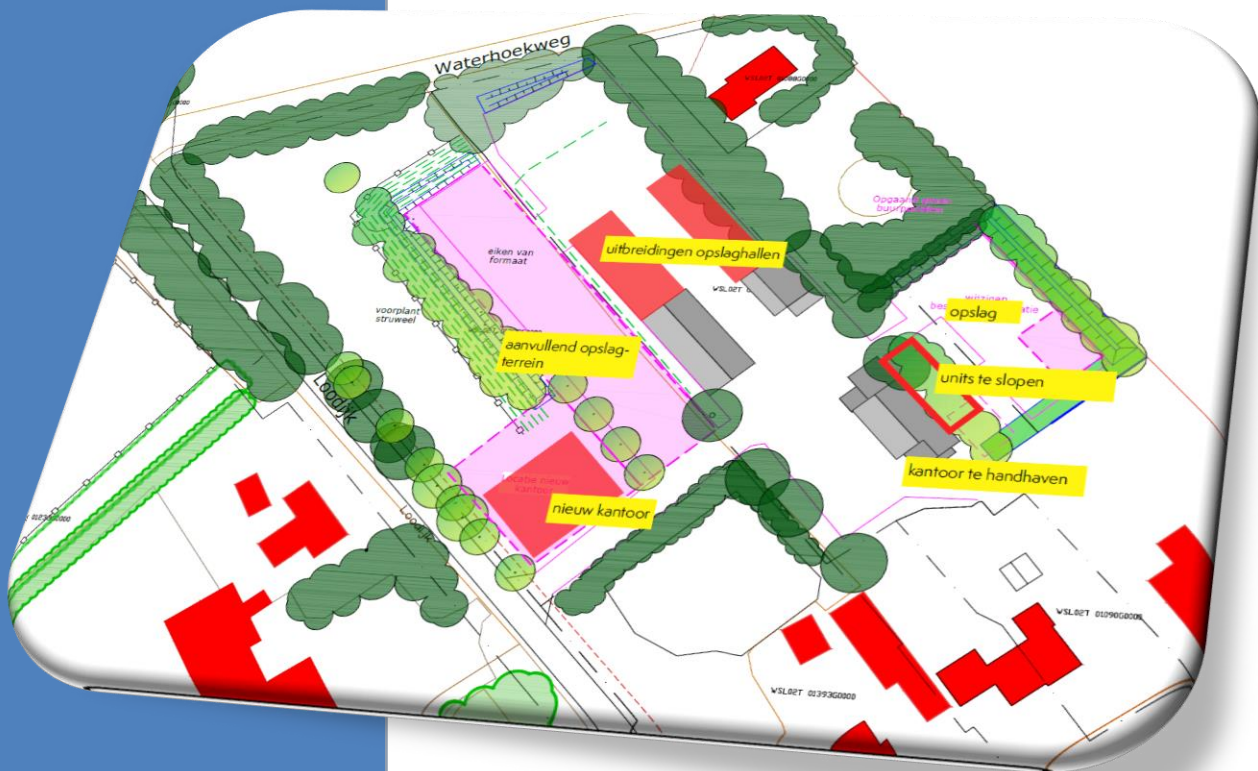 Waterhoekweg
uitbreidingen opslaghallen
eiken van
formaat
voorplant
struweel
aanvullend opslag-
terrein
opslag
units te slopen
kantoor te handhaven
nieuw kantoor
Loodijk
Loodijk
WSL02T 01393G0000
WSL02T 01090G0000